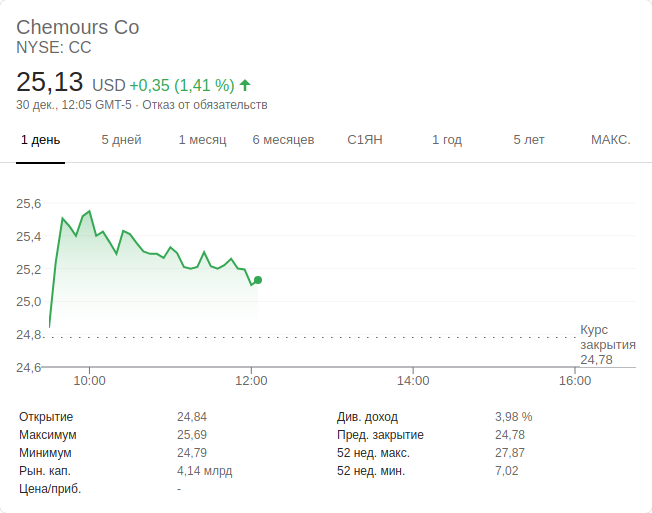 Chemours Co
NYSE: CC
25,13 USD +0,35 (1,41 %)
30 дек., 12:05 GMT-5 · Отказ от обязательств
1 день 5 дней 1 месяц 6 месяцев С1ЯН 1 год 5 лет МАКС.
25,6
25,4
25,2
25,0
24,8
24,6
Курс
закрытия
24,78
10:00 12:00 14:00 16:00
Открытие 24,84
Максимум 25,69
Минимум 24,79
Рын. кап. 4,14 млрд
Цена/приб. -
Див. доход 3,98 %
Пред. закрытие 24,78
52 нед. макс. 27,87
52 нед. мин. 7,02